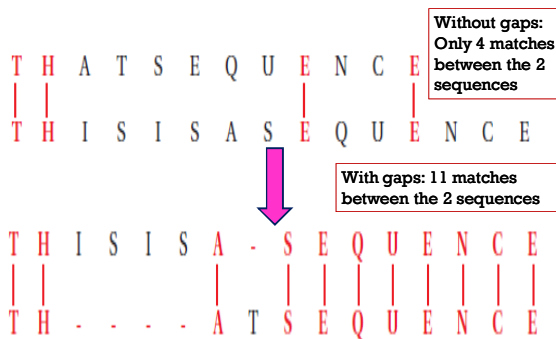 Without gaps:
Only 4 matches
between the 2
sequences
T H A T S E Q U E N C E
T H I S I S A S E Q U E N C E
With gaps: 11 matches
between the 2 sequences
T H I S I S A - S E Q U E N C E
T H - - - - A T S E Q U E N C E